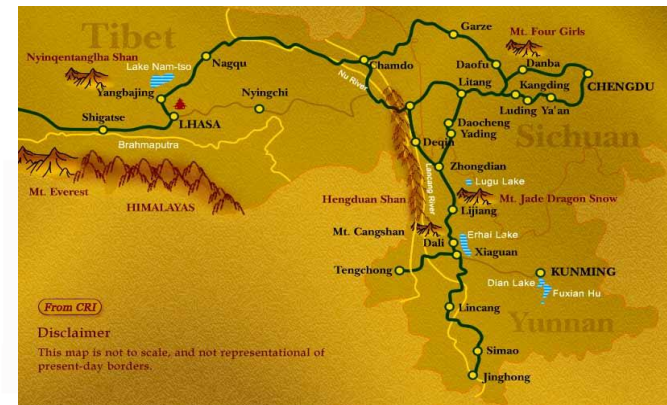 Tibet
Garze
Mt. Four Girls
Nyinqentanglha Shan
Lake Nam-tso
Nagqu
Chamdo
Daofu
Danba
Nu River
Litang
Kangding
CHENGDU
Yangbajing
Nyingchi
Luding
Ya'an
Shigatse
LHASA
Daocheng
Yading
Sichuan
Brahmaputra
Deqin
Zhongdian
Lancang River
Lugu Lake
Mt. Everest
HIMALAYAS
Hengduan Shan
Mt. Jade Dragon Snow
Lijiang
Mt. Cangshan
Erhai Lake
Dali
Xiaguan
Tengchong
KUNMING
Dian Lake
Fuxian Hu
From CRI
Lincang
Yunnan
Disclaimer
This map is not to scale, and not representational of
present-day borders.
Simao
Jinghong